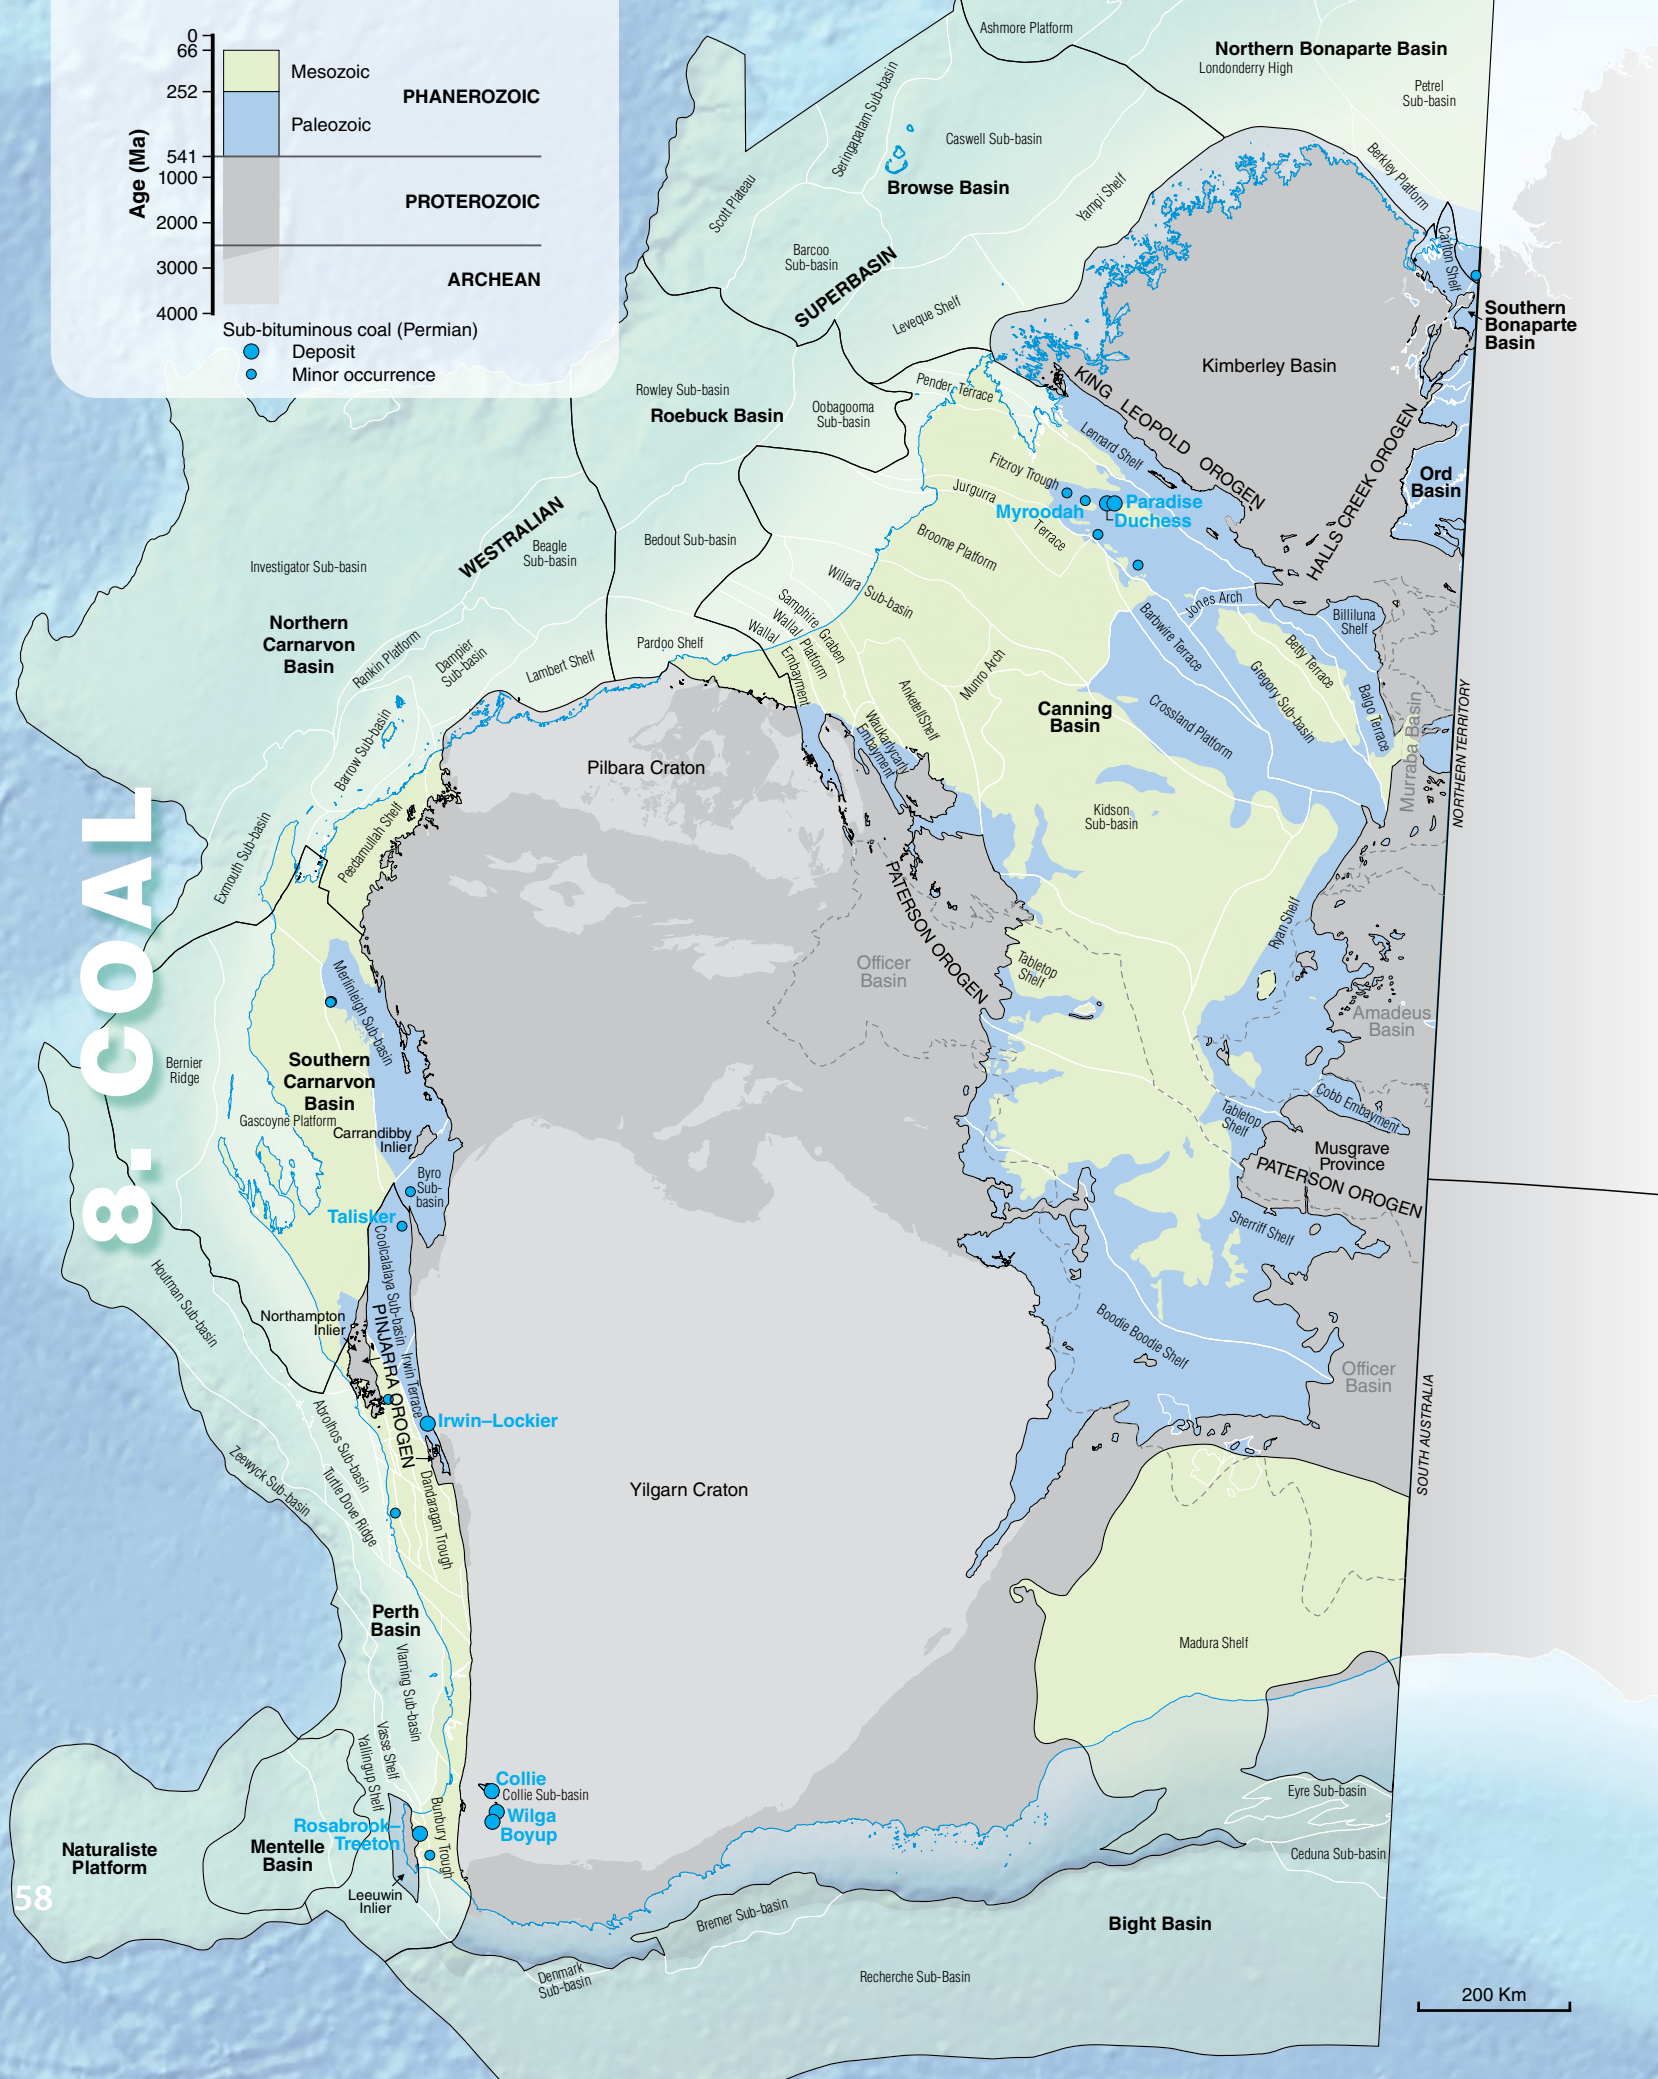 0
66
252
541
1000
2000
3000
4000
Age (Ma)
Mesozoic
Paleozoic
PHANEROZOIC
PROTEROZOIC
ARCHEAN
Sub-bituminous coal (Permian)
Deposit
Minor occurrence
8. COAL
58
Ashmore Platform
Northern Bonaparte Basin
Londonderry High
Petrel
Sub-basin
Seringapatam Sub-basin
Caswell Sub-basin
Browse Basin
Scott Plateau
Yampi Shelf
Berkley Platform
Carlton Shelf
Barcoo
Sub-basin
WESTRALIAN
SUPERBASIN
Leveque Shelf
Southern
Bonaparte
Basin
Kimberley Basin
Rowley Sub-basin
Roebuck Basin
Oobagooma
Sub-basin
Pender Terrace
KING LEOPOLD OROGEN
Lennard Shelf
HALLS CREEK OROGEN
Ord
Basin
Fitzroy Trough
Jurgurra
Terrace
Myroodah
Paradise
Duchess
Broome Platform
Bedout Sub-basin
Beagle
Sub-basin
Investigator Sub-basin
Willara Sub-basin
Samphire Graben
Wallal Platform
Wallal
Embayment
Jones Arch
Barbwire Terrace
Billiluna
Shelf
Betty Terrace
Gregory Sub-basin
Balgo Terrace
Northern
Carnarvon
Basin
Rankin Platform
Dampier
Sub-basin
Lambert Shelf
Pardoo Shelf
Munro Arch
Anketell Shelf
Waukarlycarly
Embayment
Canning
Basin
Crossland Platform
Murraba Basin
NORTHERN TERRITORY
Barrow Sub-basin
Pilbara Craton
Kidson
Sub-basin
Exmouth Sub-basin
Peedamullah Shelf
PATERSON OROGEN
Ryan Shelf
Officer
Basin
Tabletop
Shelf
Amadeus
Basin
Merlinleigh Sub-basin
Bernier
Ridge
Southern
Carnarvon
Basin
Gascoyne Platform
Carrandibby
Inlier
Byro
Sub-
basin
Cobb Embayment
Tabletop
Shelf
Musgrave
Province
PATERSON OROGEN
Sherriff Shelf
Talisker
Coolcalalaya Sub-basin
Houtman Sub-basin
Northampton
Inlier
PINJARRA OROGEN
Irwin Terrace
Boodie Boodie Shelf
Officer
Basin
SOUTH AUSTRALIA
Irwin–Lockier
Abrolhos Sub-basin
Zeewyck Sub-basin
Turtle Dove Ridge
Dandaragan Trough
Yilgarn Craton
Perth
Basin
Vlaming Sub-basin
Madura Shelf
Vasse Shelf
Yallingup Shelf
Bunbury Trough
Collie
Collie Sub-basin
Wilga
Boyup
Rosabrook–
Treeton
Naturaliste
Platform
Mentelle
Basin
Leeuwin
Inlier
Eyre Sub-basin
Ceduna Sub-basin
Bremer Sub-basin
Bight Basin
Denmark
Sub-basin
Recherche Sub-Basin
200 Km